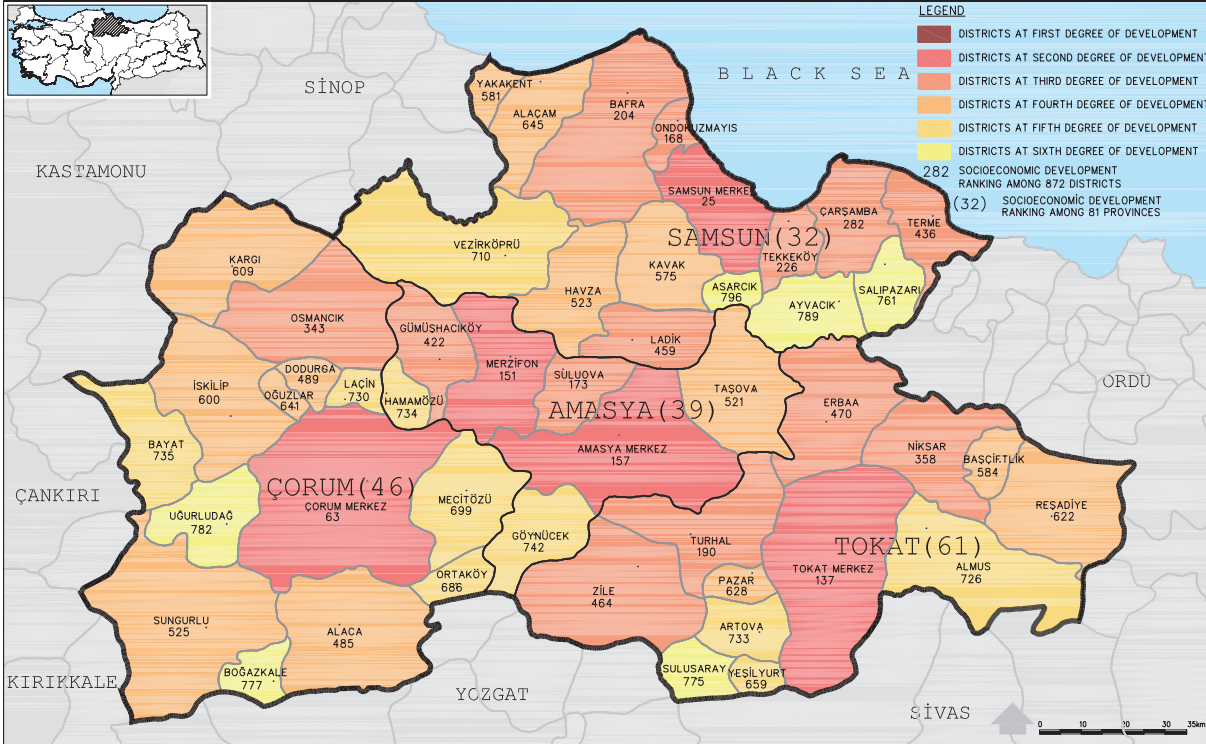 LEGEND
DISTRICTS AT FIRST DEGREE OF DEVELOPMENT
DISTRICTS AT SECOND DEGREE OF DEVELOPMENT
DISTRICTS AT THIRD DEGREE OF DEVELOPMENT
DISTRICTS AT FOURTH DEGREE OF DEVELOPMENT
DISTRICTS AT FIFTH DEGREE OF DEVELOPMENT
DISTRICTS AT SIXTH DEGREE OF DEVELOPMENT
282 SOCIOECONOMIC DEVELOPMENT
RANKING AMONG 872 DISTRICTS
(32) SOCIOECONOMIC DEVELOPMENT
RANKING AMONG 81 PROVINCES
BLACK SEA
SİNOP
KASTAMONU
YAKAKENT
581
ALAÇAM
645
BAFRA
204
ONDOKUZMAYIS
168
SAMSUN MERKE
25
ÇARŞAMBA
282
TERME
436
SAMSUN(32)
TEKKEKÖY
226
VEZİRKÖPRÜ
710
KARGI
609
KAVAK
575
HAVZA
523
ASARCIK
796
AYVACIK
789
SALIPAZARI
761
OSMANCIK
343
GÜMÜŞHACIKÖY
422
LADİK
459
MERZİFON
151
SULUOVA
173
DODURGA
489
OĞUZLAR
641
LAÇİN
730
HAMAMÖZÜ
734
İSKİLİP
600
TAŞOVA
521
ERBAA
470
ORDU
AMASYA(39)
AMASYA MERKEZ
157
NİKSAR
358
BAŞÇİFTLİK
584
BAYAT
735
REŞADİYE
622
ÇANKIRI
ÇORUM(46)
ÇORUM MERKEZ
63
MECİTÖZÜ
699
UĞURLUDAĞ
782
GÖYNÜCEK
742
TURHAL
190
TOKAT(61)
TOKAT MERKEZ
137
ALMUS
726
ORTAKÖY
686
ZİLE
464
PAZAR
628
SUNGURLU
525
ALACA
485
ARTOVA
733
BOĞAZKALE
777
SULUSARAY
775
YEŞİLYURT
659
KIRIKKALE
YOZGAT
SİVAS
0 10 20 30 35km